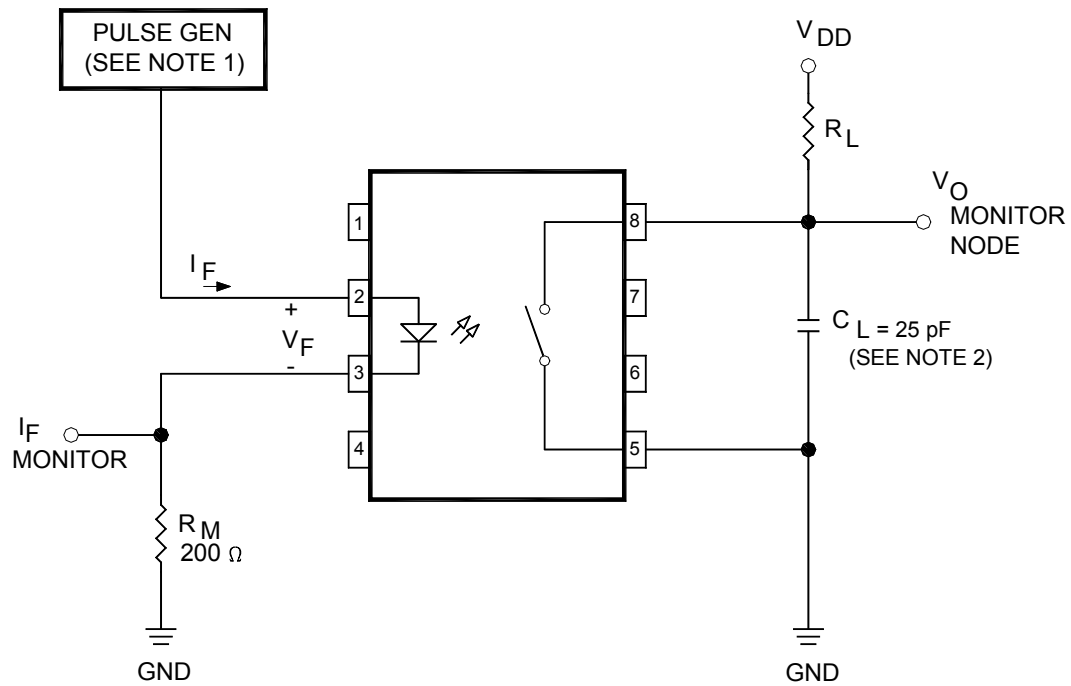 PULSE GEN
(SEE NOTE 1)
V DD
R L
V O
MONITOR
NODE
1
8
I F
2
7
+
V F
-
C L = 25 pF
(SEE NOTE 2)
3
6
I F
MONITOR
4
5
R M
200 Ω
GND
GND